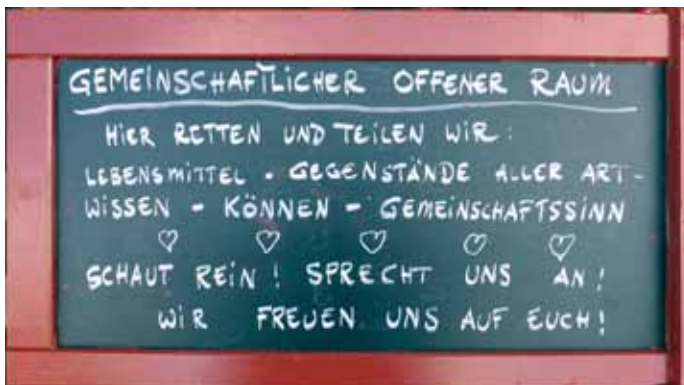 GEMEINSCHAFTLICHER OFFENER RAUM
HIER RETTEN UND TEILEN WIR:
LEBENSMITTEL - GEGENSTÄNDE ALLER ART -
WISSEN - KÖNNEN - GEMEINSCHAFTSSINN
♡ ♡ ♡ ♡ ♡
SCHAUT REIN! SPRECHT UNS AN!
WIR FREUEN UNS AUF EUCH!